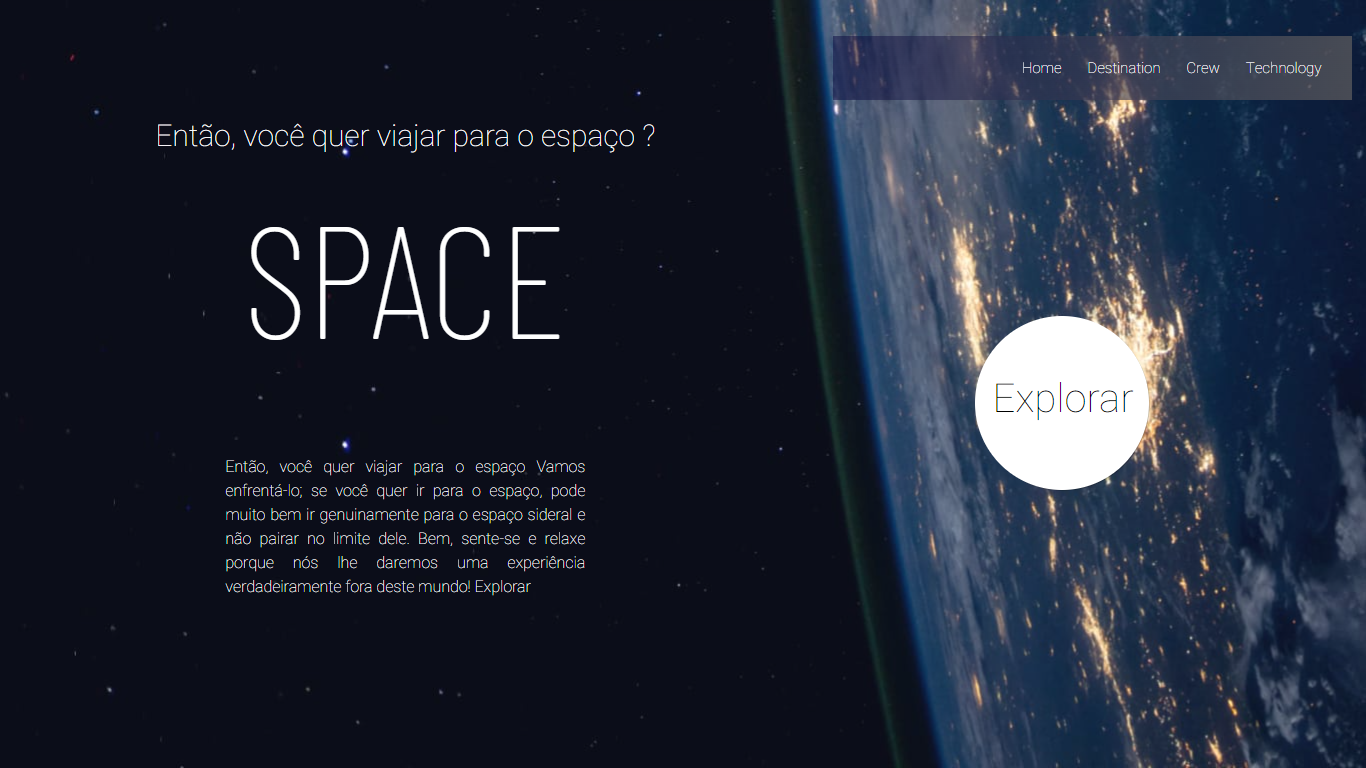 Home Destination Crew Technology
Então, você quer viajar para o espaço ?
SPACE
Explorar
Então, você quer viajar para o espaço Vamos
enfrentá-lo; se você quer ir para o espaço, pode
muito bem ir genuinamente para o espaço sideral e
não pairar no limite dele. Bem, sente-se e relaxe
porque nós lhe daremos uma experiência
verdadeiramente fora deste mundo! Explorar